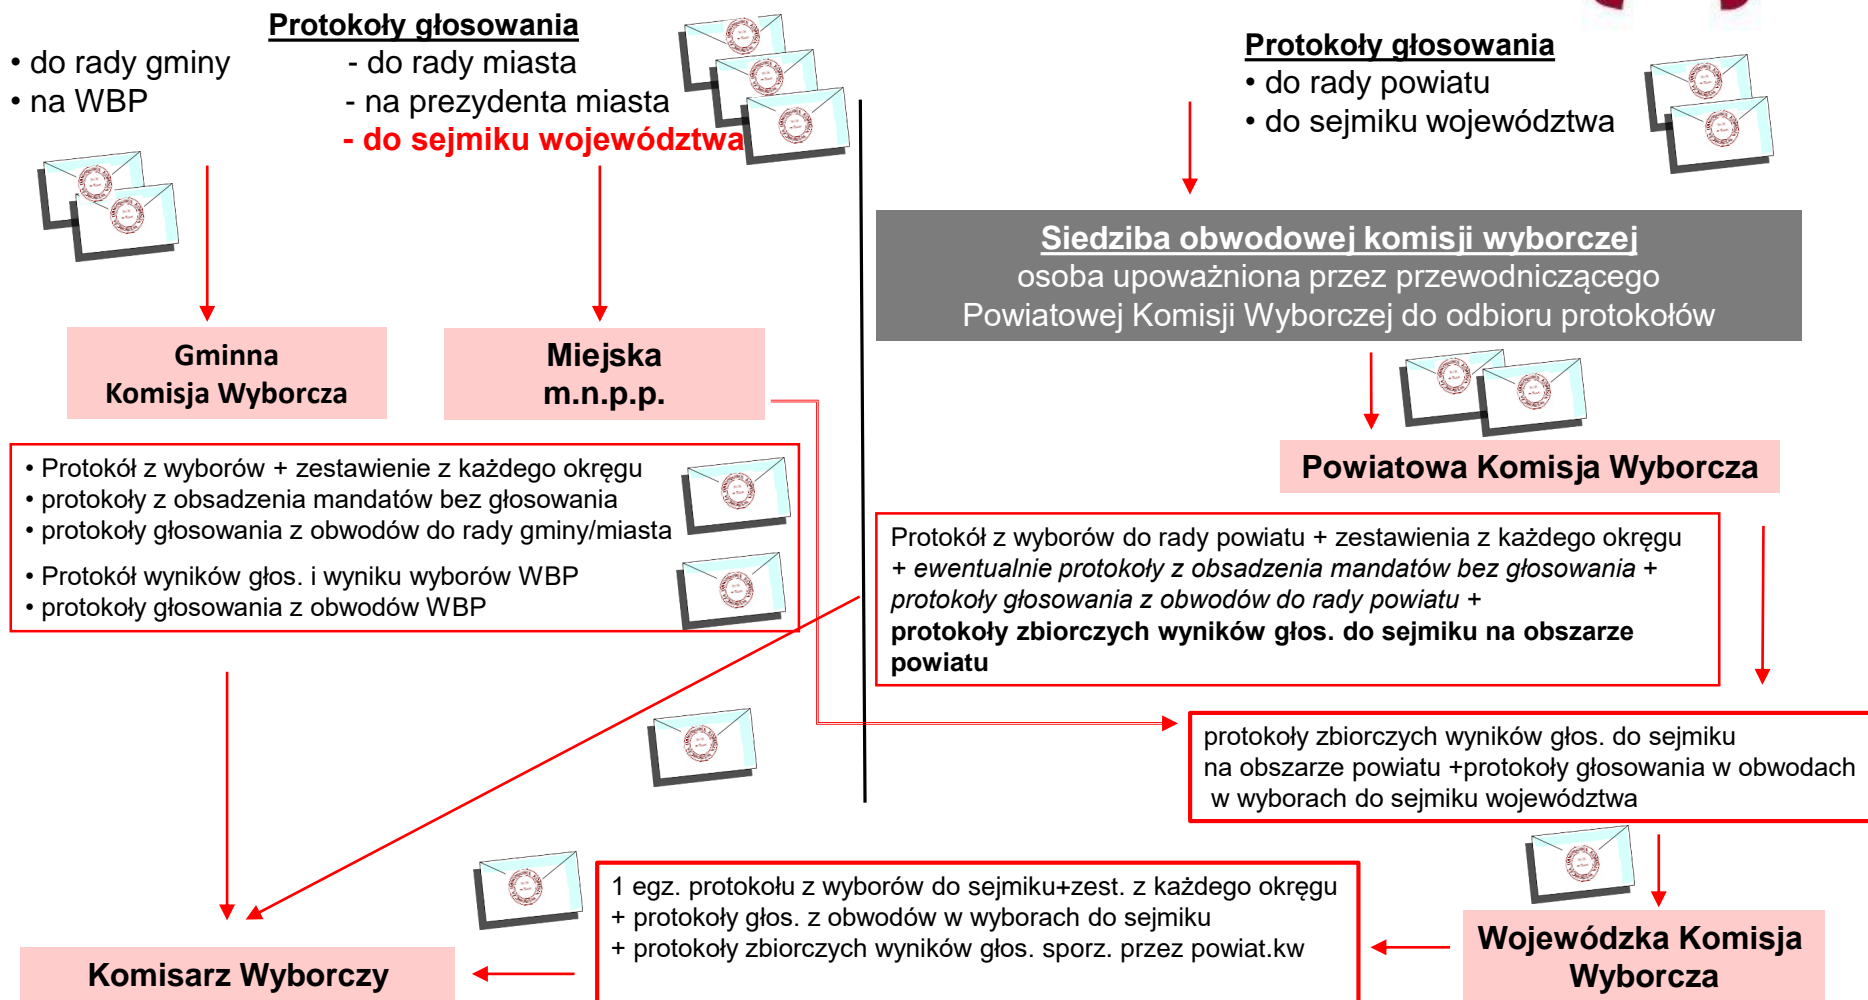 Protokoły głosowania
• do rady gminy
• na WBP
- do rady miasta
- na prezydenta miasta
- do sejmiku województwa
Protokoły głosowania
• do rady powiatu
• do sejmiku województwa
Siedziba obwodowej komisji wyborczej
osoba upoważniona przez przewodniczącego
Powiatowej Komisji Wyborczej do odbioru protokołów
Gminna
Komisja Wyborcza
Miejska
m.n.p.p.
Powiatowa Komisja Wyborcza
• Protokół z wyborów + zestawienie z każdego okręgu
• protokoły z obsadzenia mandatów bez głosowania
• protokoły głosowania z obwodów do rady gminy/miasta
• Protokół wyników głos. i wyniku wyborów WBP
• protokoły głosowania z obwodów WBP
Protokół z wyborów do rady powiatu + zestawienia z każdego okręgu
+ ewentualnie protokoły z obsadzenia mandatów bez głosowania +
protokoły głosowania z obwodów do rady powiatu +
protokoły zbiorczych wyników głos. do sejmiku na obszarze
powiatu
protokoły zbiorczych wyników głos. do sejmiku
na obszarze powiatu +protokoły głosowania w obwodach
w wyborach do sejmiku województwa
1 egz. protokołu z wyborów do sejmiku+zest. z każdego okręgu
+ protokoły głos. z obwodów w wyborach do sejmiku
+ protokoły zbiorczych wyników głos. sporz. przez powiat.kw
Wojewódzka Komisja
Wyborcza
Komisarz Wyborczy